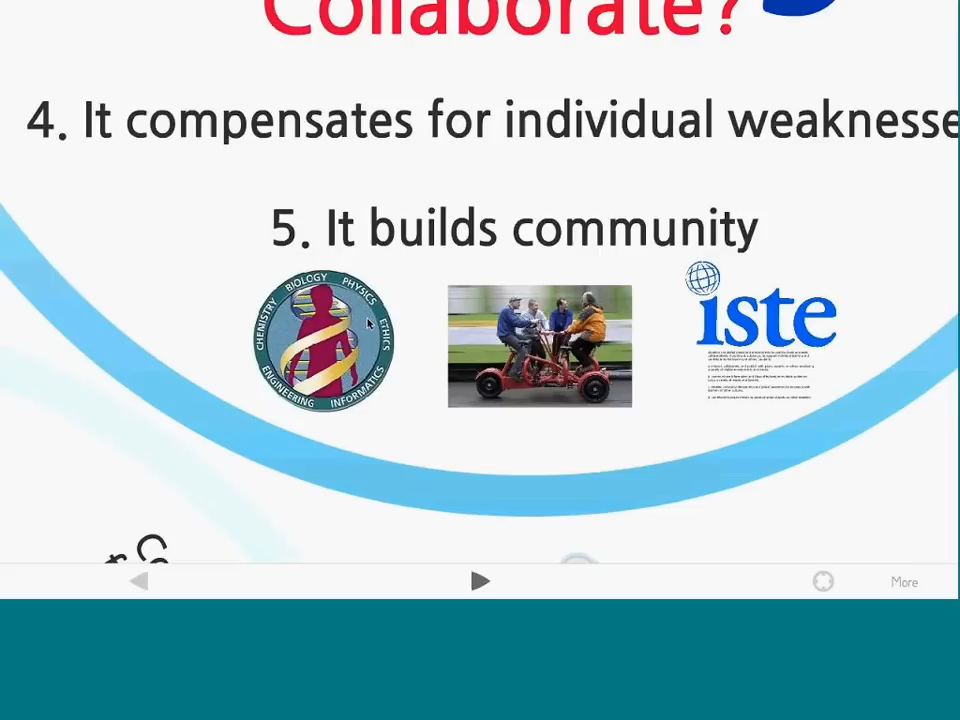 Collaborate?
4. It compensates for individual weaknesse
5. It builds community
CHEMISTRY BIOLOGY PHYSICS ETHICS
ENGINEERING INFORMATICS
iste
More